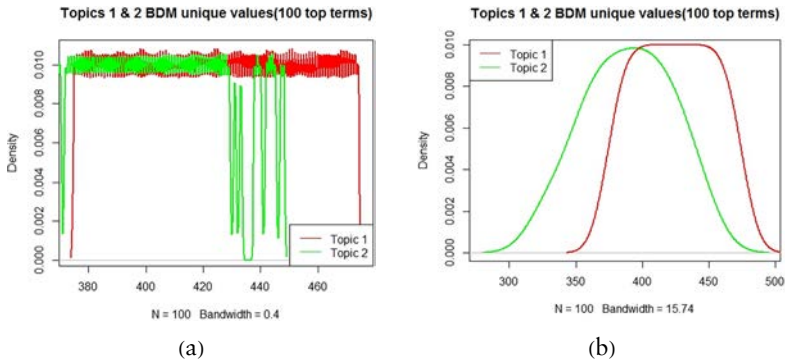 Topics 1 & 2 BDM unique values(100 top terms)
Density
0.010
0.008
0.006
0.004
0.002
0.000
Topic 1
Topic 2
380 400 420 440 460
N = 100 Bandwidth = 0.4
(a)
Topics 1 & 2 BDM unique values(100 top terms)
Topic 1
Topic 2
Density
0.010
0.008
0.006
0.004
0.002
0.000
300 350 400 450 500
N = 100 Bandwidth = 15.74
(b)